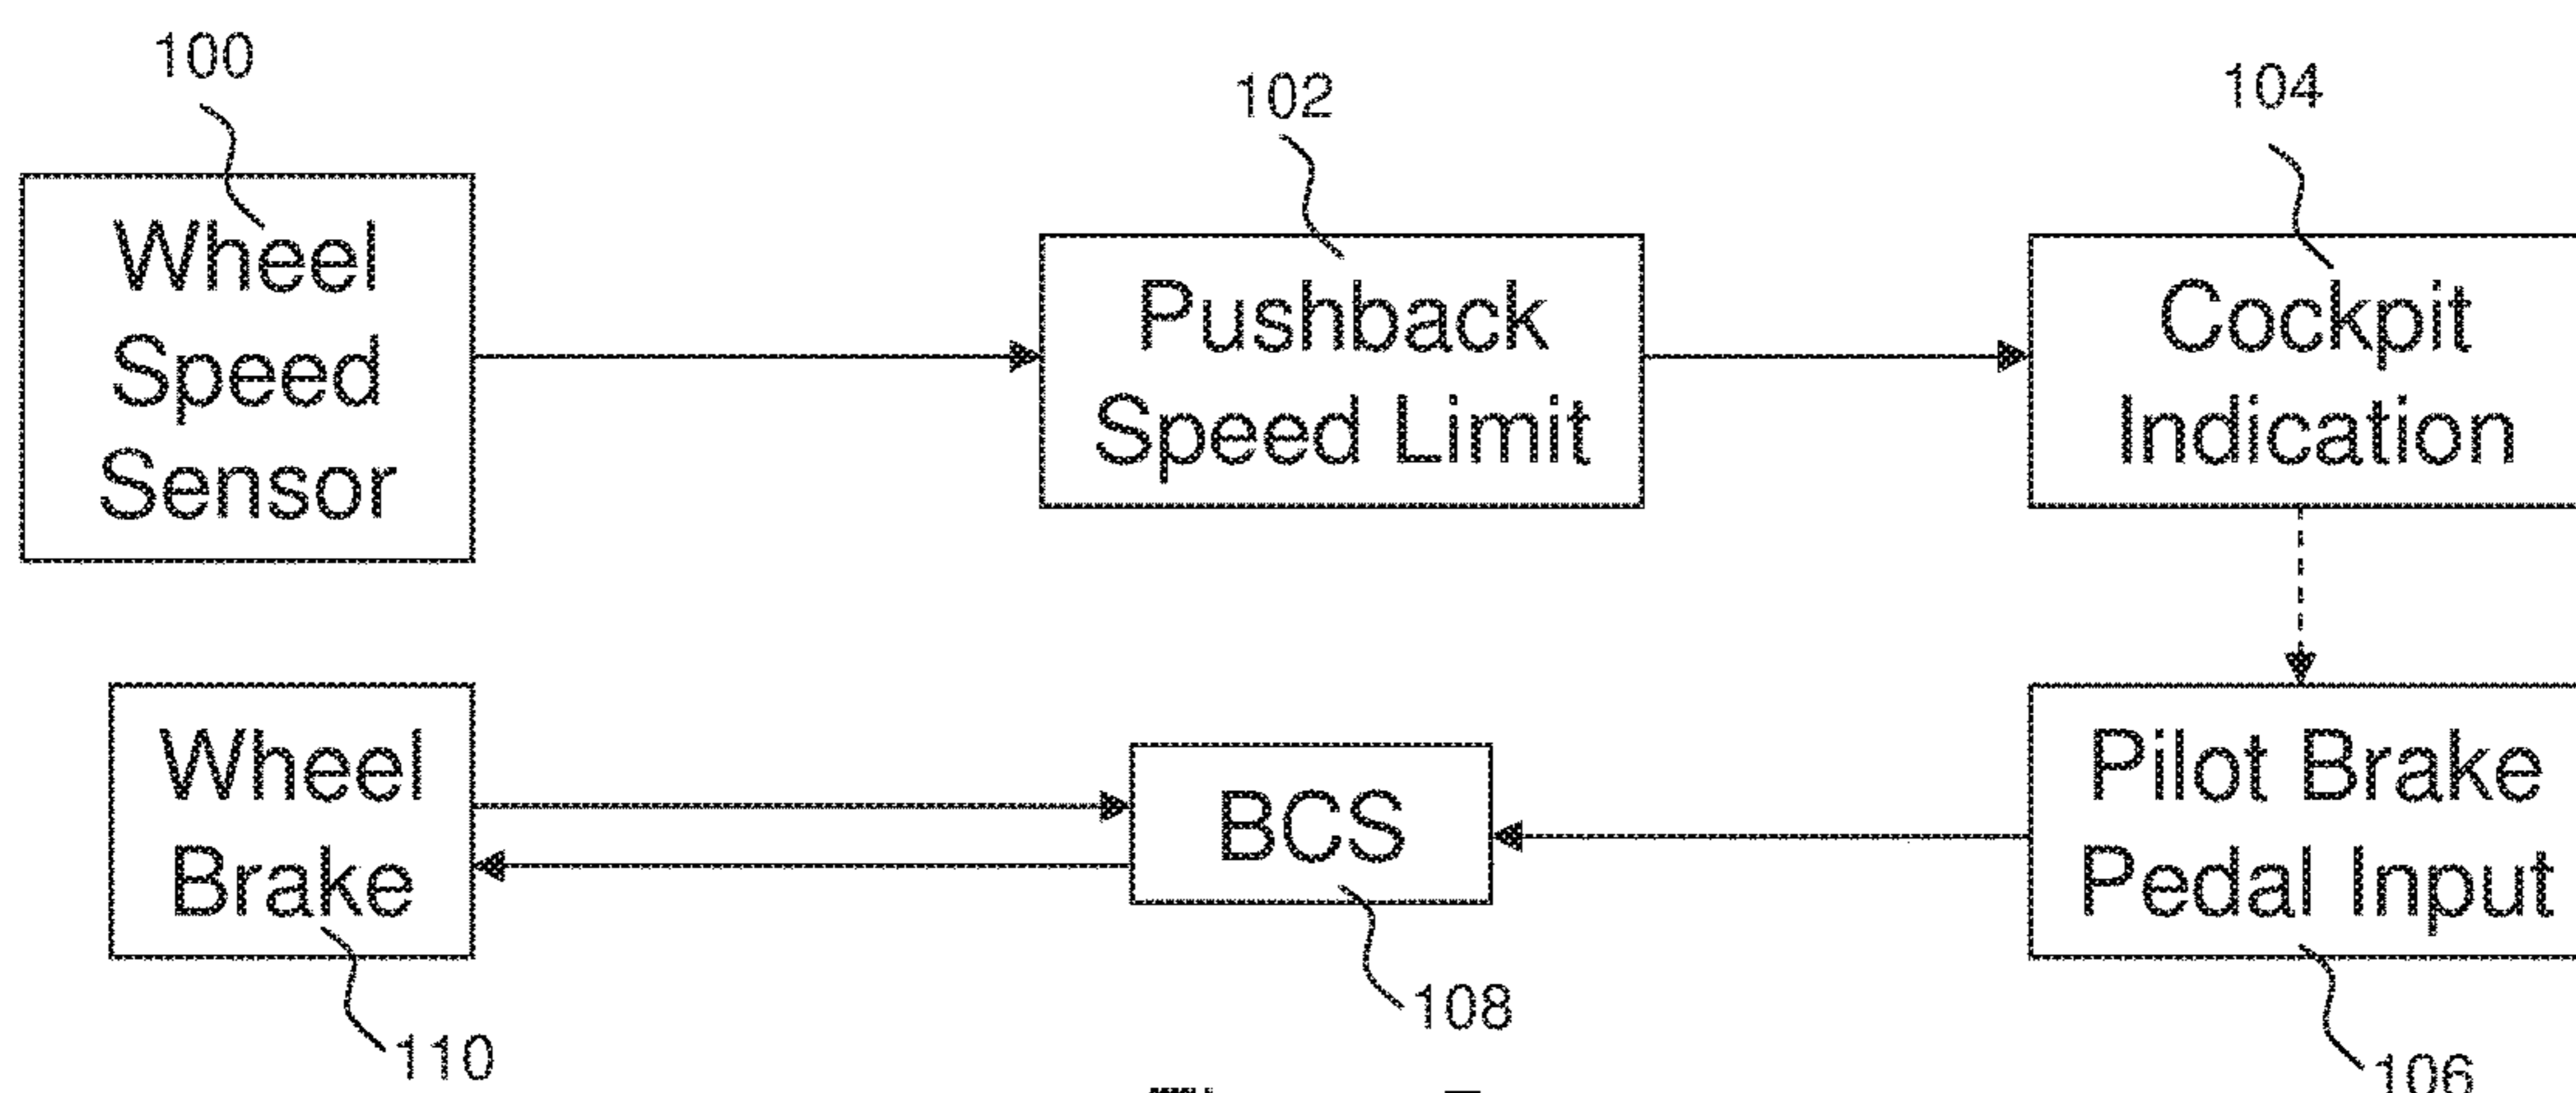 100
102
104
Wheel
Speed
Sensor
Pushback
Speed Limit
Cockpit
Indication
Wheel
Brake
BCS
Pilot Brake
Pedal Input
108
110
106